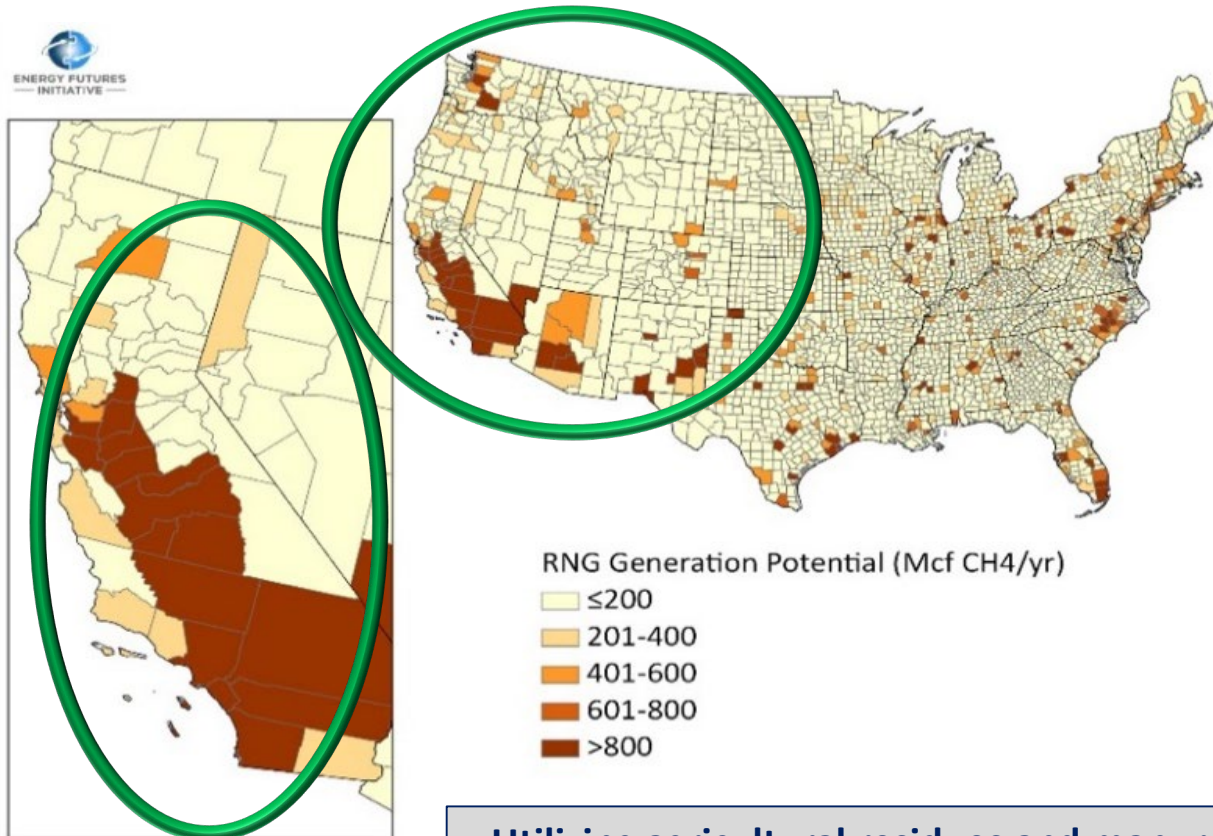 ENERGY FUTURES
INITIATIVE
RNG Generation Potential (Mcf CH4/yr)
≤200
201-400
401-600
601-800
>800